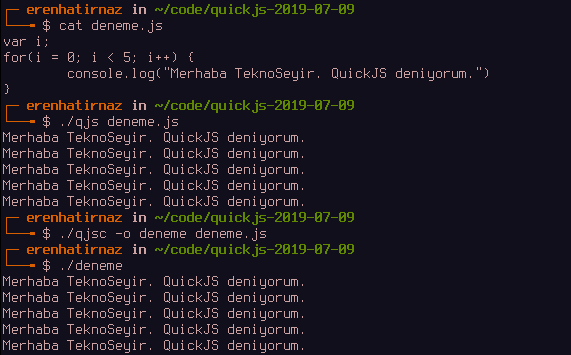 erenhatirnaz in ~/code/quickjs-2019-07-09
$ cat deneme.js
var i;
for(i = 0; i < 5; i++) {
        console.log("Merhaba TeknoSeyir. QuickJS deniyorum.")
}
erenhatirnaz in ~/code/quickjs-2019-07-09
$ ./qjs deneme.js
Merhaba TeknoSeyir. QuickJS deniyorum.
Merhaba TeknoSeyir. QuickJS deniyorum.
Merhaba TeknoSeyir. QuickJS deniyorum.
Merhaba TeknoSeyir. QuickJS deniyorum.
Merhaba TeknoSeyir. QuickJS deniyorum.
erenhatirnaz in ~/code/quickjs-2019-07-09
$ ./qjsc -o deneme deneme.js
erenhatirnaz in ~/code/quickjs-2019-07-09
$ ./deneme
Merhaba TeknoSeyir. QuickJS deniyorum.
Merhaba TeknoSeyir. QuickJS deniyorum.
Merhaba TeknoSeyir. QuickJS deniyorum.
Merhaba TeknoSeyir. QuickJS deniyorum.
Merhaba TeknoSeyir. QuickJS deniyorum.